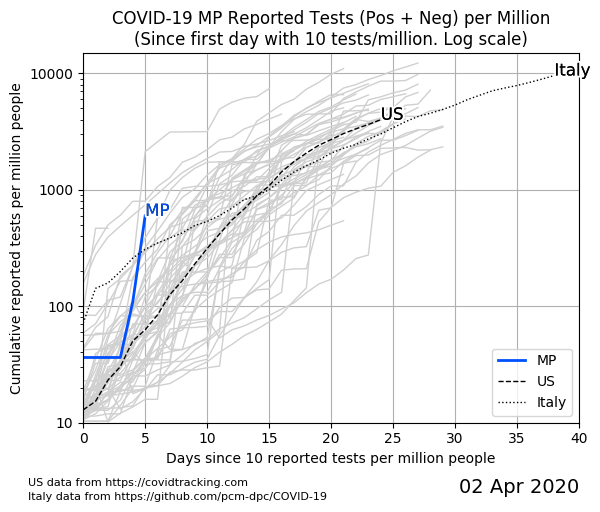 COVID-19 MP Reported Tests (Pos + Neg) per Million
(Since first day with 10 tests/million. Log scale)
Cumulative reported tests per million people
10000
1000
100
10
Italy
US
MP
MP
US
Italy
0 5 10 15 20 25 30 35 40
Days since 10 reported tests per million people
US data from https://covidtracking.com
Italy data from https://github.com/pcm-dpc/COVID-19
02 Apr 2020